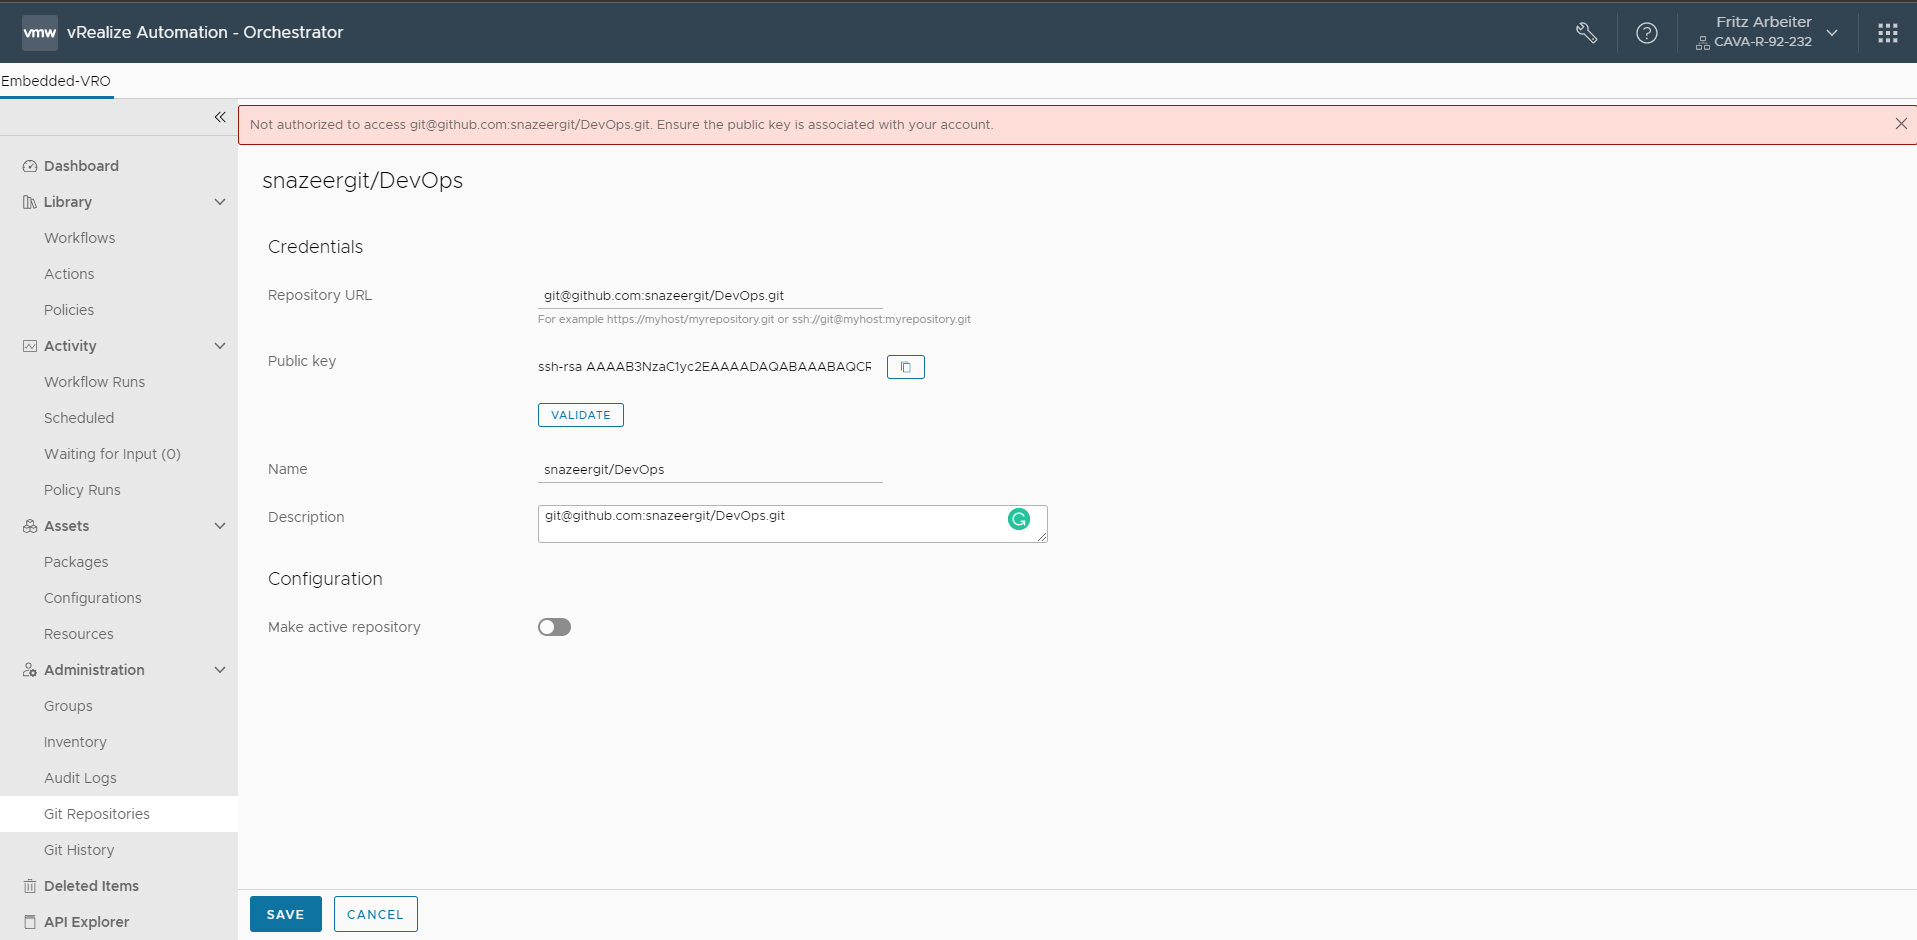 vmw vRealize Automation - Orchestrator
Fritz Arbeiter
CAVA-R-92-232
Embedded-VRO
Not authorized to access git@github.com:snazeergit/DevOps.git. Ensure the public key is associated with your account.
Dashboard
Library
Workflows
Actions
Policies
Activity
Workflow Runs
Scheduled
Waiting for Input (0)
Policy Runs
Assets
Packages
Configurations
Resources
Administration
Groups
Inventory
Audit Logs
Git Repositories
Git History
Deleted Items
API Explorer
snazeergit/DevOps
Credentials
Repository URL
git@github.com:snazeergit/DevOps.git
For example https://myhost/myrepository.git or ssh://git@myhost:myrepository.git
Public key
ssh-rsa AAAAB3NzaC1yc2EAAAADAQABAAABAQCR
VALIDATE
Name
snazeergit/DevOps
Description
git@github.com:snazeergit/DevOps.git
Configuration
Make active repository
SAVE
CANCEL